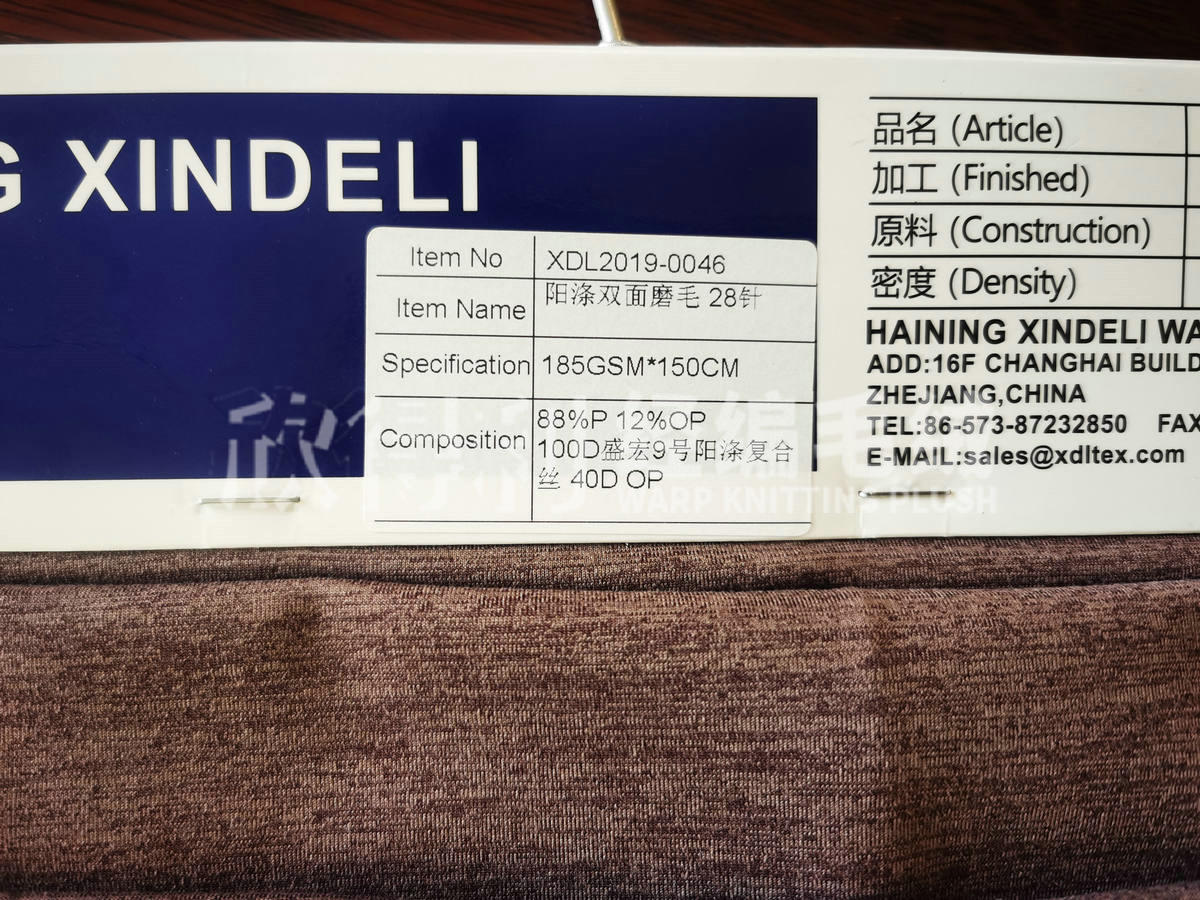 G XINDELI
Item No XDL2019-0046
Item Name 阳涤双面磨毛 28针
Specification 185GSM*150CM
Composition 88%P 12%OP
100D盛宏9号阳涤复合
丝 40D OP
品名 (Article)
加工 (Finished)
原料 (Construction)
密度 (Density)
HAINING XINDELI WA
ADD:16F CHANGHAI BUILD
ZHEJIANG,CHINA
TEL:86-573-87232850 FAX
E-MAIL:sales@xdltex.com
WARP KNITTING PLUSH